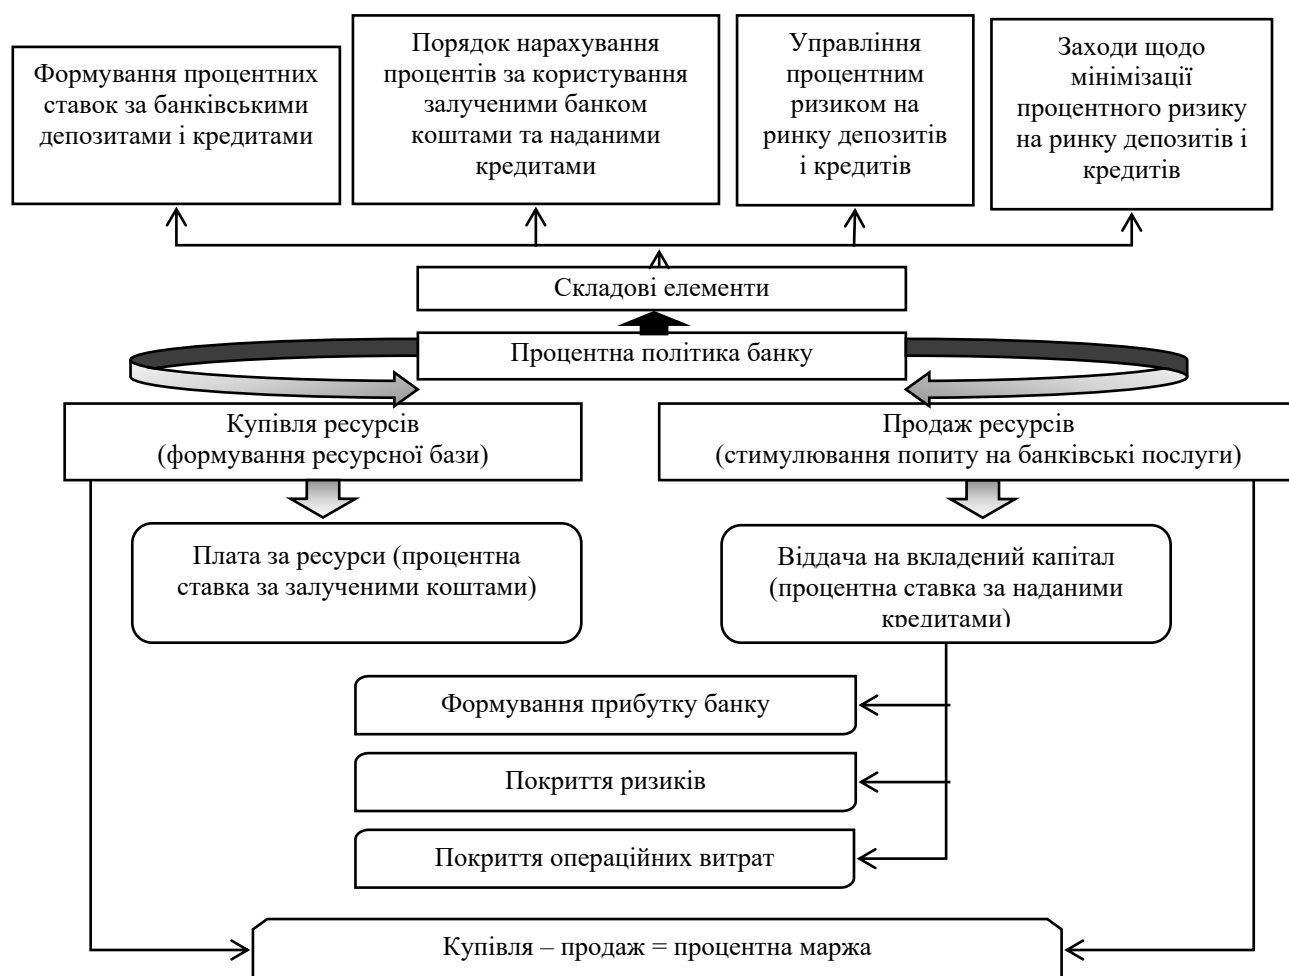 Формування процентних
ставок за банківськими
депозитами і кредитами
Порядок нарахування
процентів за користування
залученими банком
коштами та наданими
кредитами
Управління
процентним
ризиком на
ринку депозитів
і кредитів
Заходи щодо
мінімізації
процентного ризику
на ринку депозитів і
кредитів
Складові елементи
Процентна політика банку
Купівля ресурсів
(формування ресурсної бази)
Продаж ресурсів
(стимулювання попиту на банківські послуги)
Плата за ресурси (процентна
ставка за залученими коштами)
Віддача на вкладений капітал
(процентна ставка за наданими
кредитами)
Формування прибутку банку
Покриття ризиків
Покриття операційних витрат
Купівля – продаж = процентна маржа